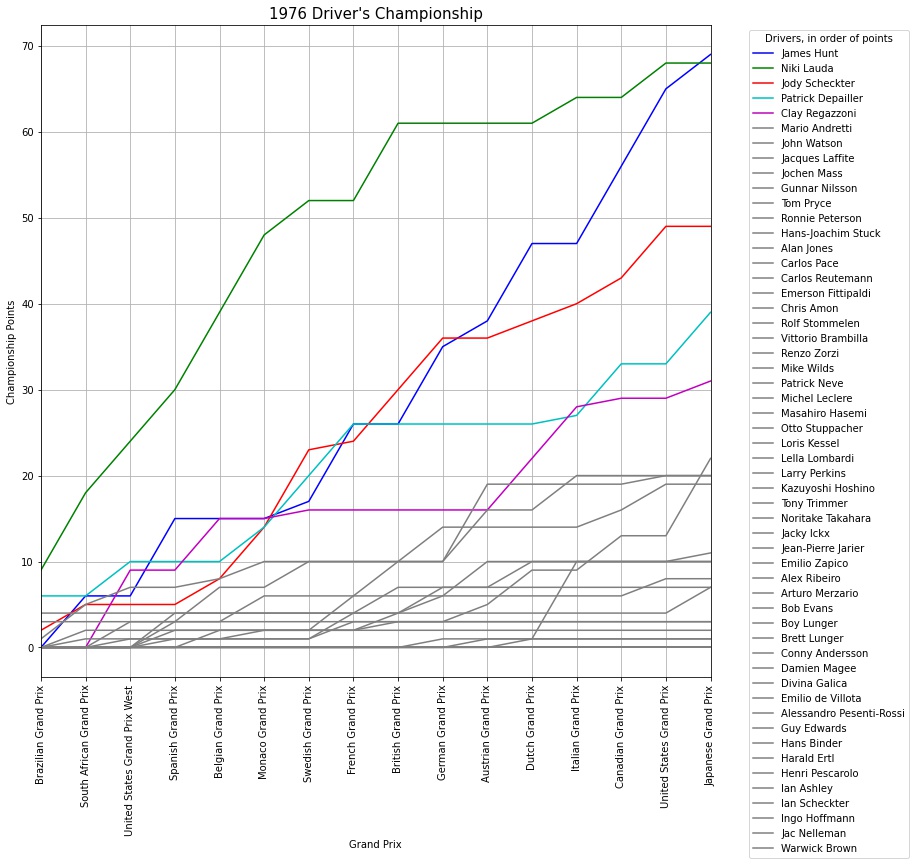 1976 Driver's Championship
Championship Points
70
60
50
40
30
20
10
0
Brazilian Grand Prix
South African Grand Prix
United States Grand Prix West
Spanish Grand Prix
Belgian Grand Prix
Monaco Grand Prix
Swedish Grand Prix
French Grand Prix
British Grand Prix
German Grand Prix
Austrian Grand Prix
Dutch Grand Prix
Italian Grand Prix
Canadian Grand Prix
United States Grand Prix
Japanese Grand Prix
Grand Prix
Drivers, in order of points
James Hunt
Niki Lauda
Jody Scheckter
Patrick Depailler
Clay Regazzoni
Mario Andretti
John Watson
Jacques Laffite
Jochen Mass
Gunnar Nilsson
Tom Pryce
Ronnie Peterson
Hans-Joachim Stuck
Alan Jones
Carlos Pace
Carlos Reutemann
Emerson Fittipaldi
Chris Amon
Rolf Stommelen
Vittorio Brambilla
Renzo Zorzi
Mike Wilds
Patrick Neve
Michel Leclere
Masahiro Hasemi
Otto Stuppacher
Loris Kessel
Lella Lombardi
Larry Perkins
Kazuyoshi Hoshino
Tony Trimmer
Noritake Takahara
Jacky Ickx
Jean-Pierre Jarier
Emilio Zapico
Alex Ribeiro
Arturo Merzario
Bob Evans
Boy Lunger
Brett Lunger
Conny Andersson
Damien Magee
Divina Galica
Emilio de Villota
Alessandro Pesenti-Rossi
Guy Edwards
Hans Binder
Harald Ertl
Henri Pescarolo
Ian Ashley
Ian Scheckter
Ingo Hoffmann
Jac Nelleman
Warwick Brown